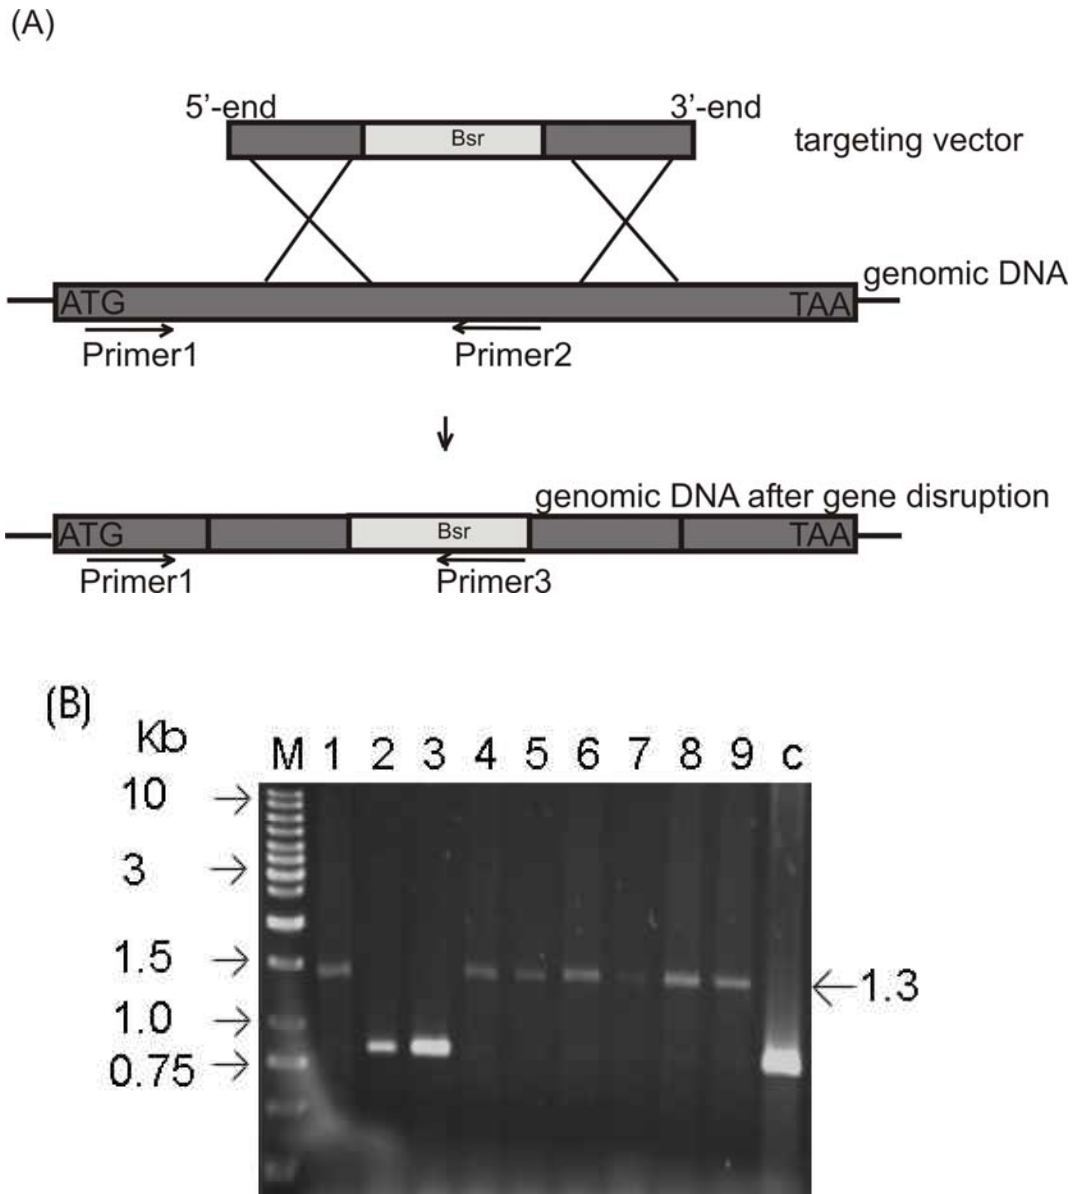 (A)
5'-end 3'-end
Bsr targeting vector
genomic DNA
ATG TAA
Primer1 Primer2
genomic DNA after gene disruption
ATG Bsr TAA
Primer1 Primer3
(B)
Kb M 1 2 3 4 5 6 7 8 9 c
10
3
1.5
1.3
1.0
0.75